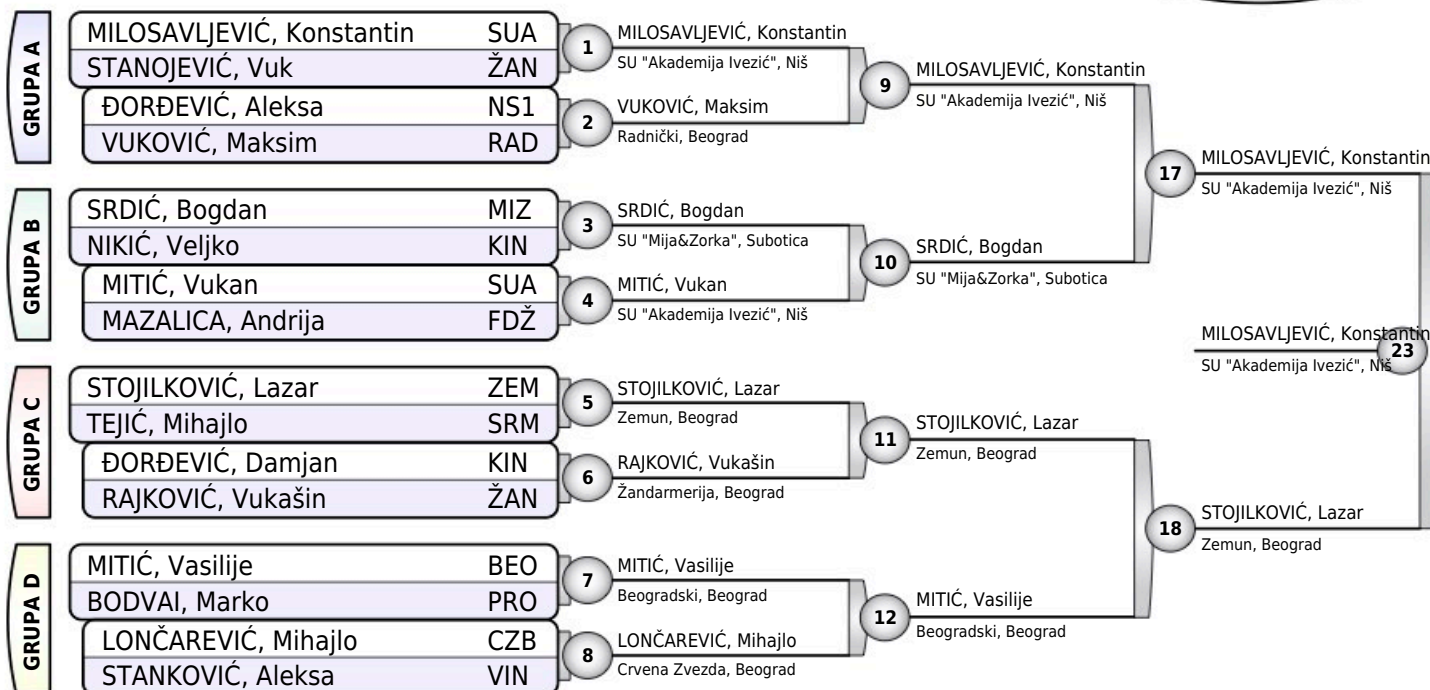 GRUPA A
MILOSAVLJEVIĆ, Konstantin SUA
STANOJEVIĆ, Vuk ŽAN
ĐORĐEVIĆ, Aleksa NS1
VUKOVIĆ, Maksim RAD
GRUPA B
SRDIĆ, Bogdan MIZ
NIKIĆ, Veljko KIN
MITIĆ, Vukan SUA
MAZALICA, Andrija FDŽ
GRUPA C
STOJILKOVIĆ, Lazar ZEM
TEJIĆ, Mihajlo SRM
ĐORĐEVIĆ, Damjan KIN
RAJKOVIĆ, Vukašin ŽAN
GRUPA D
MITIĆ, Vasilije BEO
BODVAI, Marko PRO
LONČAREVIĆ, Mihajlo CZB
STANKOVIĆ, Aleksa VIN
1
MILOSAVLJEVIĆ, Konstantin
SU "Akademija Ivezić", Niš
2
VUKOVIĆ, Maksim
Radnički, Beograd
3
SRDIĆ, Bogdan
SU "Mija&Zorka", Subotica
4
MITIĆ, Vukan
SU "Akademija Ivezić", Niš
5
STOJILKOVIĆ, Lazar
Zemun, Beograd
6
RAJKOVIĆ, Vukašin
Žandarmerija, Beograd
7
MITIĆ, Vasilije
Beogradski, Beograd
8
LONČAREVIĆ, Mihajlo
Crvena Zvezda, Beograd
9
MILOSAVLJEVIĆ, Konstantin
SU "Akademija Ivezić", Niš
10
SRDIĆ, Bogdan
SU "Mija&Zorka", Subotica
11
STOJILKOVIĆ, Lazar
Zemun, Beograd
12
MITIĆ, Vasilije
Beogradski, Beograd
17
MILOSAVLJEVIĆ, Konstantin
SU "Akademija Ivezić", Niš
18
STOJILKOVIĆ, Lazar
Zemun, Beograd
MILOSAVLJEVIĆ, Konstantin
23
SU "Akademija Ivezić", Niš